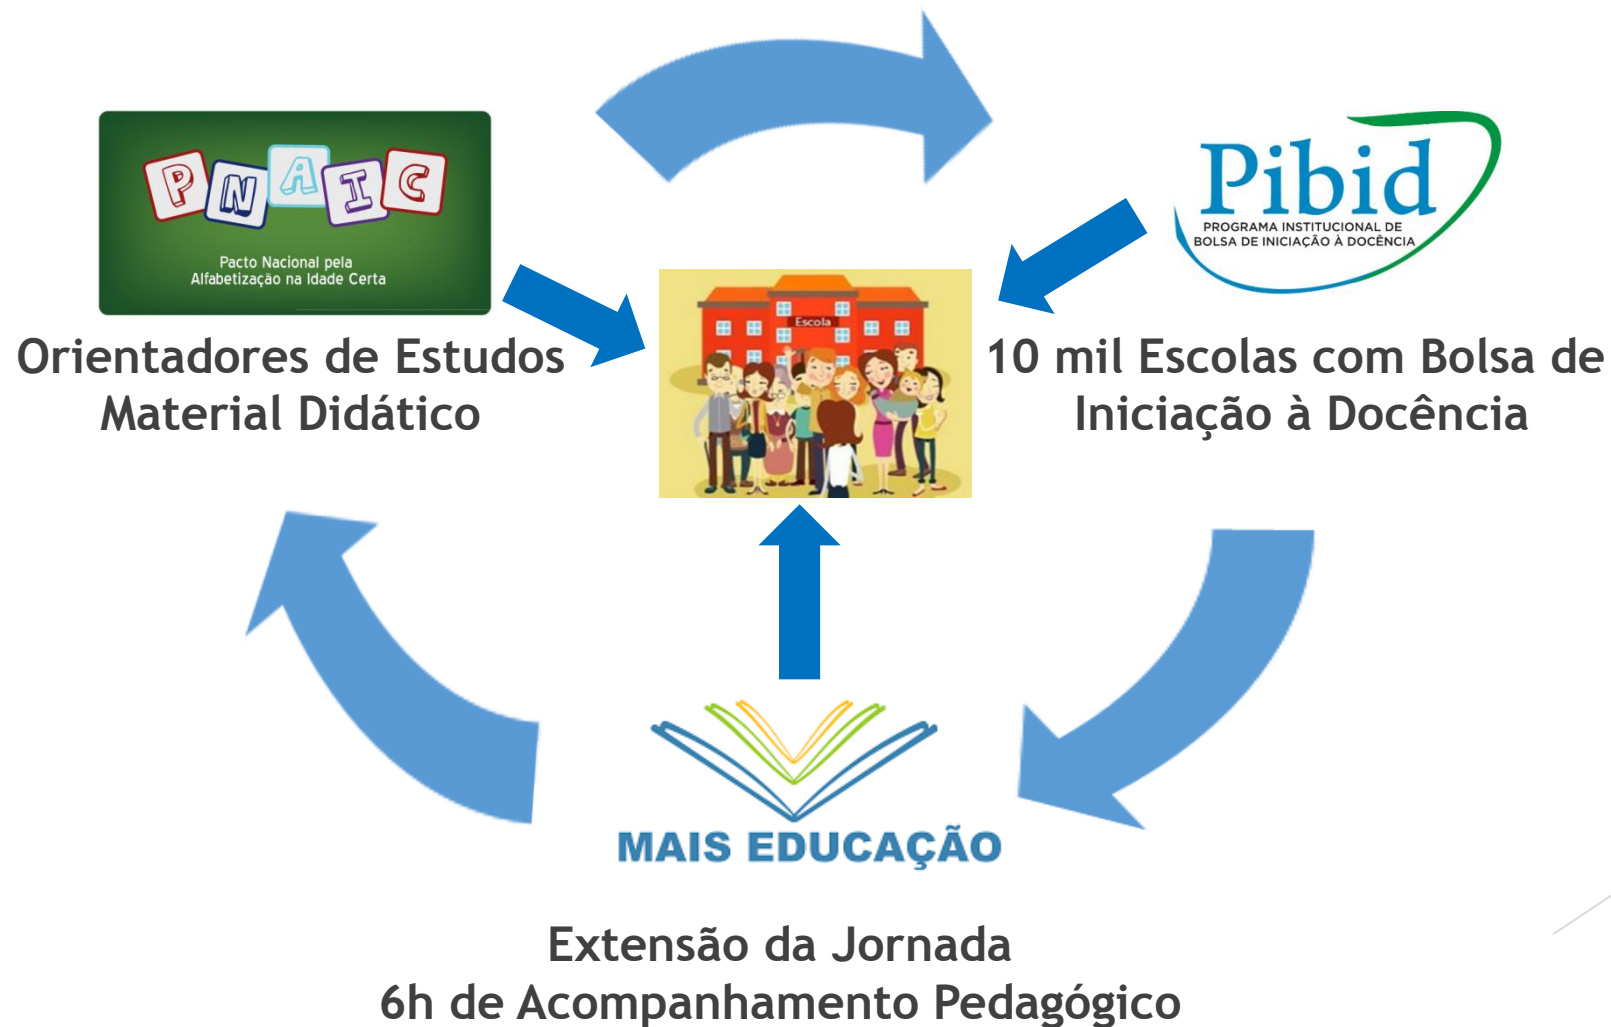 PNAIC
Pacto Nacional pela
Alfabetização na Idade Certa
Orientadores de Estudos
Material Didático
Pibid
PROGRAMA INSTITUCIONAL DE
BOLSA DE INICIAÇÃO À DOCÊNCIA
10 mil Escolas com Bolsa de
Iniciação à Docência
Escola
MAIS EDUCAÇÃO
Extensão da Jornada
6h de Acompanhamento Pedagógico